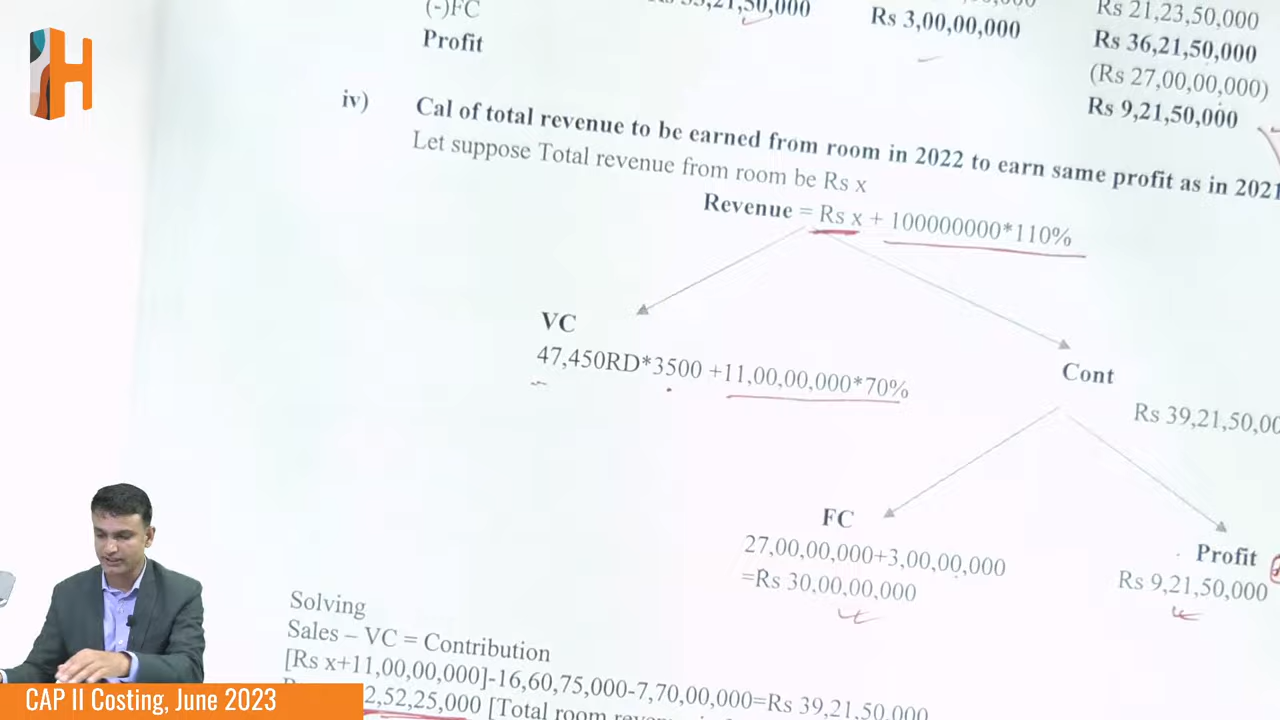 H
(-)FC
Profit
Rs 3,00,00,000
Rs 21,23,50,000
Rs 36,21,50,000
(Rs 27,00,00,000)
Rs 9,21,50,000
iv) Cal of total revenue to be earned from room in 2022 to earn same profit as in 2021
Let suppose Total revenue from room be Rs x
Revenue = Rs x + 100000000*110%
VC
47,450RD*3500 +11,00,00,000*70%
Cont
Rs 39,21,50,00
FC
27,00,00,000+3,00,00,000
=Rs 30,00,00,000
Profit
Rs 9,21,50,000
Solving
Sales – VC = Contribution
[Rs x+11,00,00,000]-16,60,75,000-7,70,00,000=Rs 39,21,50,000
2,52,25,000 [Total room
CAP II Costing, June 2023